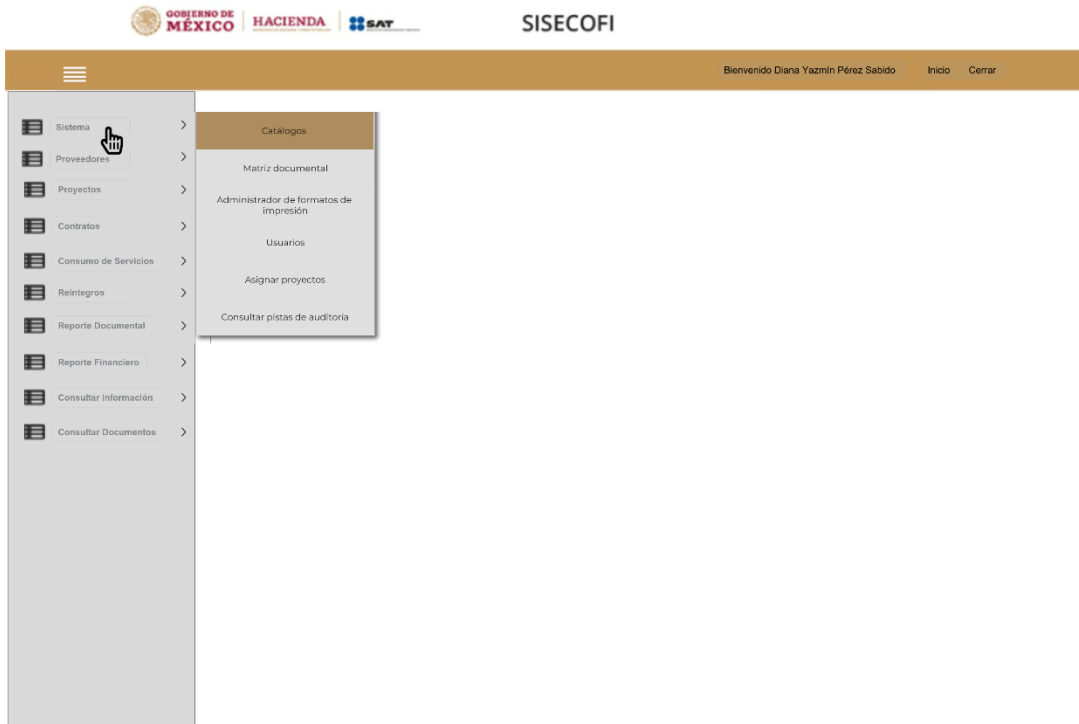 GOBIERNO DE MÉXICO
HACIENDA
SAT
SISECOFI
Bienvenido Diana Yazmín Pérez Sabido
Inicio
Cerrar
Sistema
Proveedores
Proyectos
Contratos
Consumo de Servicios
Reintegros
Reporte Documental
Reporte Financiero
Consultar Información
Consultar Documentos
Catálogos
Matriz documental
Administrador de formatos de
impresión
Usuarios
Asignar proyectos
Consultar pistas de auditoría